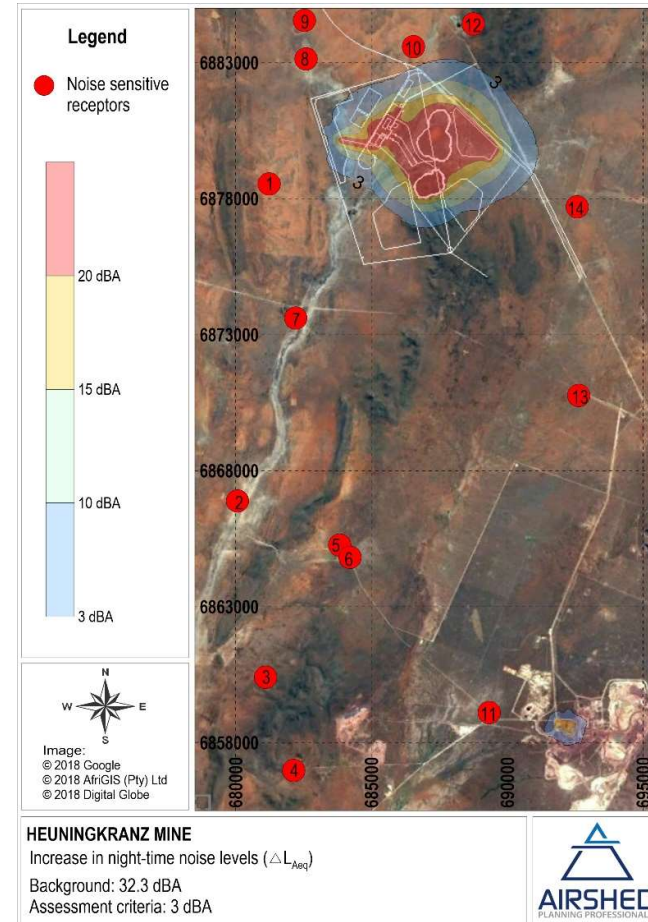 Legend
Noise sensitive
receptors
20 dBA
15 dBA
10 dBA
3 dBA
N
W
E
S
Image:
© 2018 Google
© 2018 AfriGIS (Pty) Ltd
© 2018 Digital Globe
9
12
10
8
6883000
3
1
6878000
3
14
7
6873000
13
6868000
2
5
6
6863000
3
11
6858000
4
680000
685000
690000
695000
HEUNINGKRANZ MINE
Increase in night-time noise levels (△LAeq)
Background: 32.3 dBA
Assessment criteria: 3 dBA
AIRSHED
PLANNING PROFESSIONALS